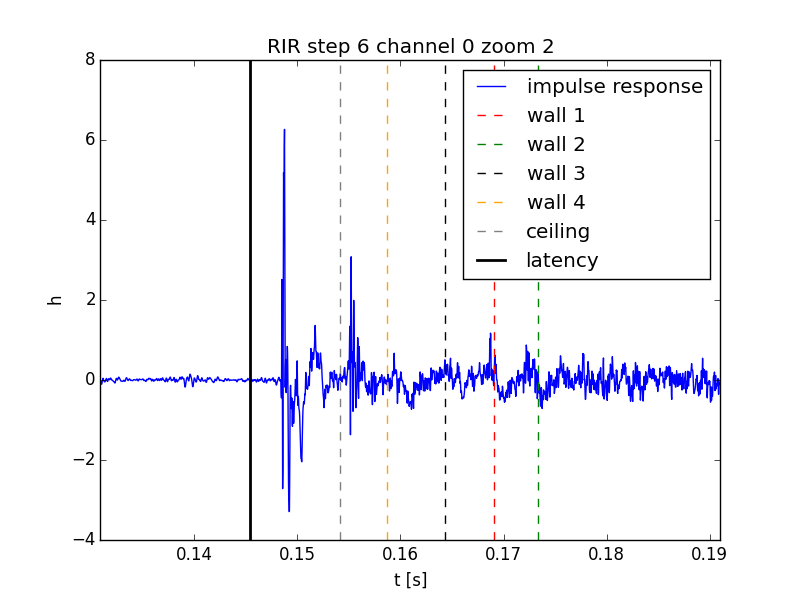 RIR step 6 channel 0 zoom 2
8
6
4
2
0
−2
−4
h
impulse response
wall 1
wall 2
wall 3
wall 4
ceiling
latency
0.14 0.15 0.16 0.17 0.18 0.19
t [s]